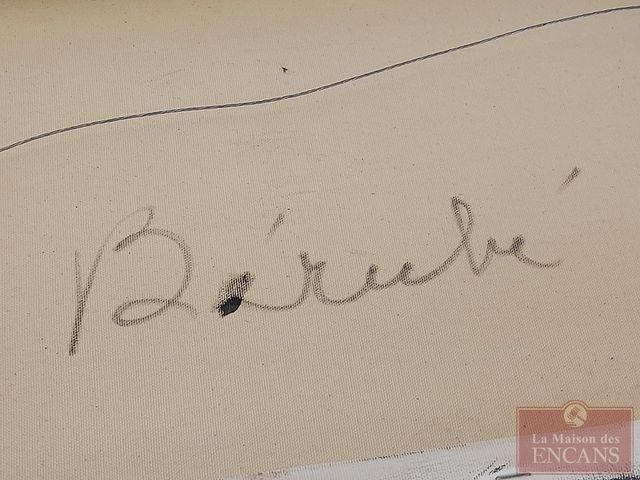 Bérubé
La Maison des
ENCANS